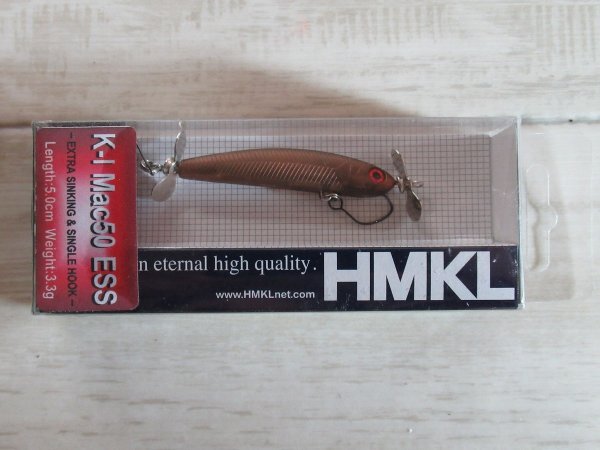 K-I Mac50 ESS
- EXTRA SINKING & SINGLE HOOK -
Length:5.0cm Weight:3.3g
n eternal high quality.
HMKL
www.HMKLnet.com